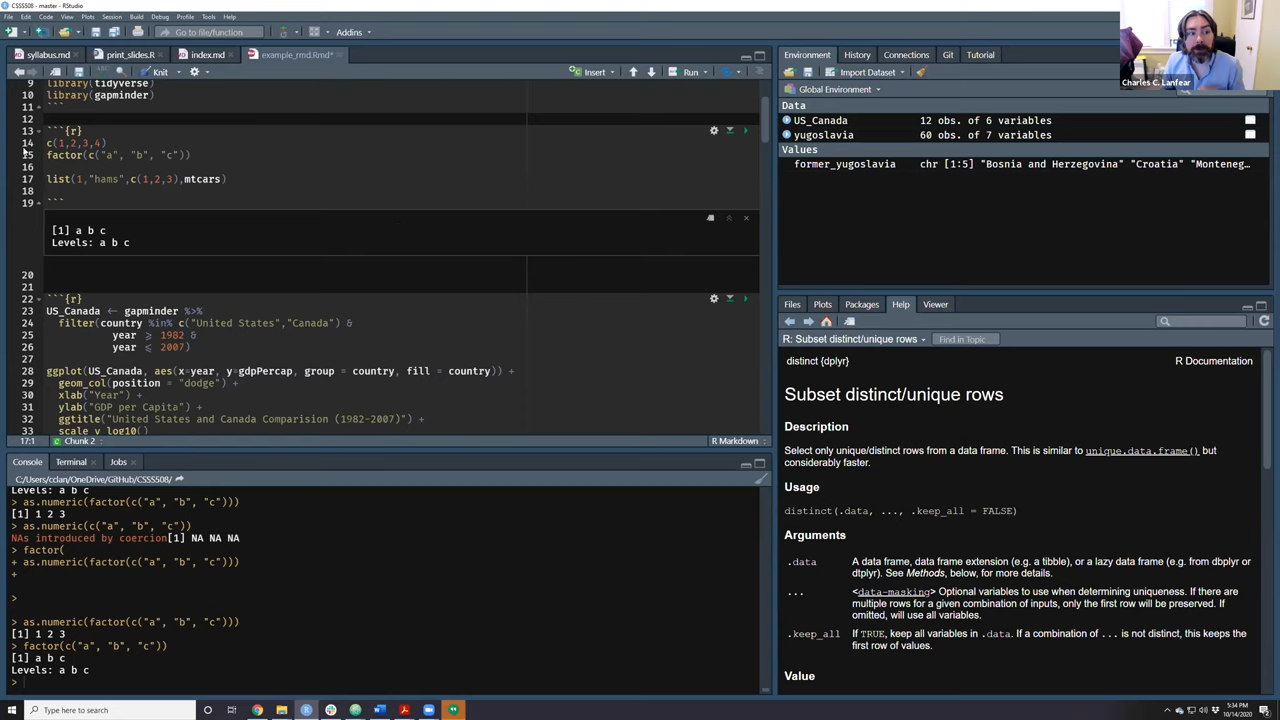 CSSS508 - master - RStudio
File Edit Code View Plots Session Build Debug Profile Tools Help
Go to file/function Addins
syllabus.md print_slides.R index.md example_rmd.Rmd*
Knit Insert Run
9 library(tidyverse)
10 library(gapminder)
11 ```
12
13 ```{r}
14 c(1,2,3,4)
15 factor(c("a", "b", "c"))
16
17 list(1,"hams",c(1,2,3),mtcars)
18
19 ```
[1] a b c
Levels: a b c
20
21
22 ```{r}
23 US_Canada ← gapminder %>%
24 filter(country %in% c("United States","Canada") &
25 year ⩾ 1982 &
26 year ⩽ 2007)
27
28 ggplot(US_Canada, aes(x=year, y=gdpPercap, group = country, fill = country)) +
29 geom_col(position = "dodge") +
30 xlab("Year") +
31 ylab("GDP per Capita") +
32 ggtitle("United States and Canada Comparision (1982-2007)") +
33 scale_y_log10()
17:1 Chunk 2 R Markdown
Console Terminal Jobs
C:/Users/cclan/OneDrive/GitHub/CSSS508/
Levels: a b c
> as.numeric(factor(c("a", "b", "c")))
[1] 1 2 3
> as.numeric(c("a", "b", "c"))
NAs introduced by coercion[1] NA NA NA
> factor(
+ as.numeric(factor(c("a", "b", "c")))
+
>
> as.numeric(factor(c("a", "b", "c")))
[1] 1 2 3
> factor(c("a", "b", "c"))
[1] a b c
Levels: a b c
>
Environment History Connections Git Tutorial
Import Dataset
Global Environment
Data
US_Canada 12 obs. of 6 variables
yugoslavia 60 obs. of 7 variables
Values
former_yugoslavia chr [1:5] "Bosnia and Herzegovina" "Croatia" "Monteneg…
Files Plots Packages Help Viewer
R: Subset distinct/unique rows Find in Topic
distinct {dplyr} R Documentation
Subset distinct/unique rows
Description
Select only unique/distinct rows from a data frame. This is similar to unique.data.frame() but
considerably faster.
Usage
distinct(.data, ..., .keep_all = FALSE)
Arguments
.data A data frame, data frame extension (e.g. a tibble), or a lazy data frame (e.g. from dbplyr or
dtplyr). See Methods, below, for more details.
... <data-masking> Optional variables to use when determining uniqueness. If there are
multiple rows for a given combination of inputs, only the first row will be preserved. If
omitted, will use all variables.
.keep_all If TRUE, keep all variables in .data. If a combination of ... is not distinct, this keeps the
first row of values.
Value
Charles C. Lanfear
Type here to search
5:34 PM
10/14/2020